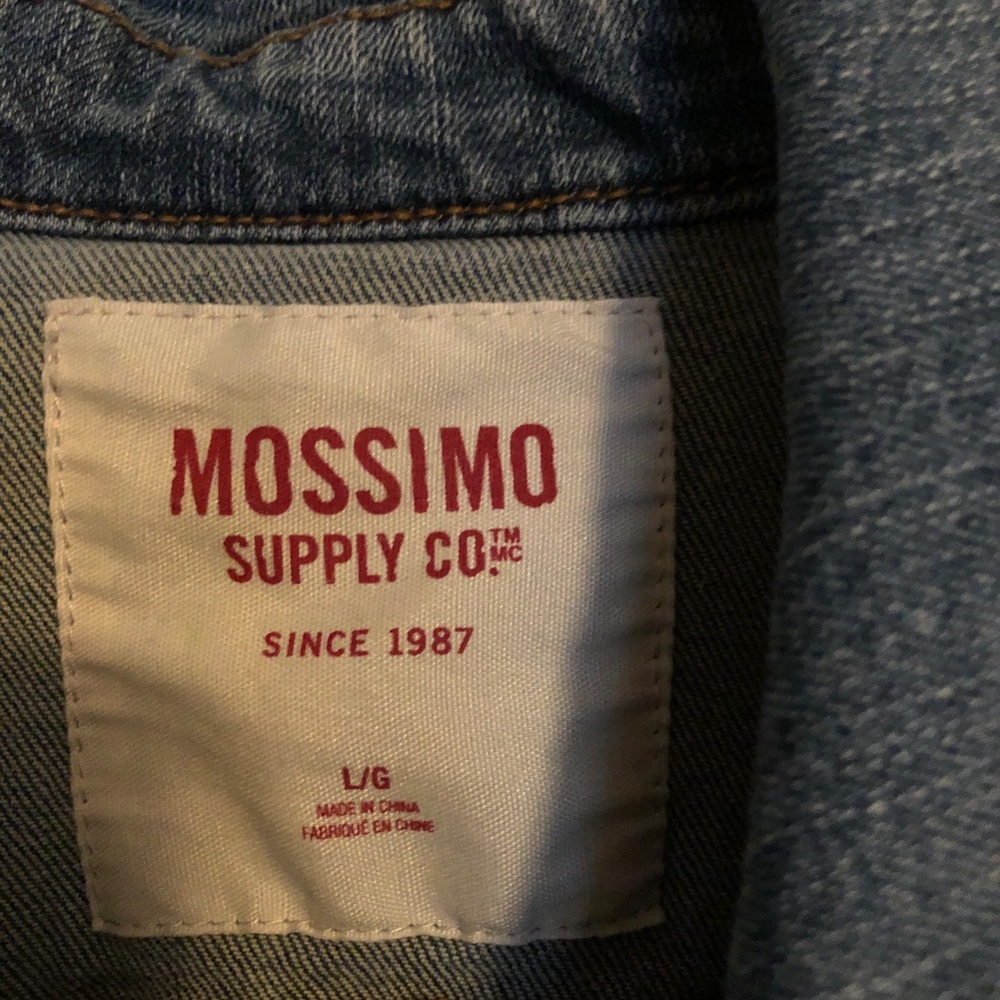 MOSSIMO
SUPPLY CO.™ MC
SINCE 1987
L/G
MADE IN CHINA
FABRIQUÉ EN CHINE